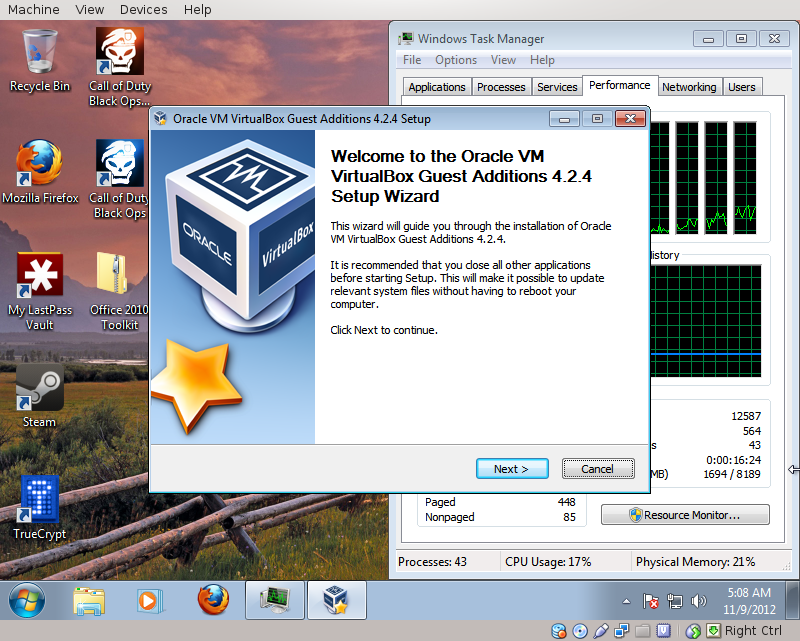 Machine View Devices Help
Recycle Bin
Call of Duty
Black Ops...
Mozilla Firefox
Call of Duty
Black Ops
My LastPass
Vault
Office 2010
Toolkit
Steam
TrueCrypt
Windows Task Manager
File Options View Help
Applications Processes Services Performance Networking Users
Oracle VM VirtualBox Guest Additions 4.2.4 Setup
ORACLE
VirtualBox
Welcome to the Oracle VM
VirtualBox Guest Additions 4.2.4
Setup Wizard
This wizard will guide you through the installation of Oracle
VM VirtualBox Guest Additions 4.2.4.
It is recommended that you close all other applications
before starting Setup. This will make it possible to update
relevant system files without having to reboot your
computer.
Click Next to continue.
Next > Cancel
12587
564
43
0:00:16:24
MB) 1694 / 8189
Paged 448
Nonpaged 85
Resource Monitor...
Processes: 43 CPU Usage: 17% Physical Memory: 21%
5:08 AM
11/9/2012
Right Ctrl